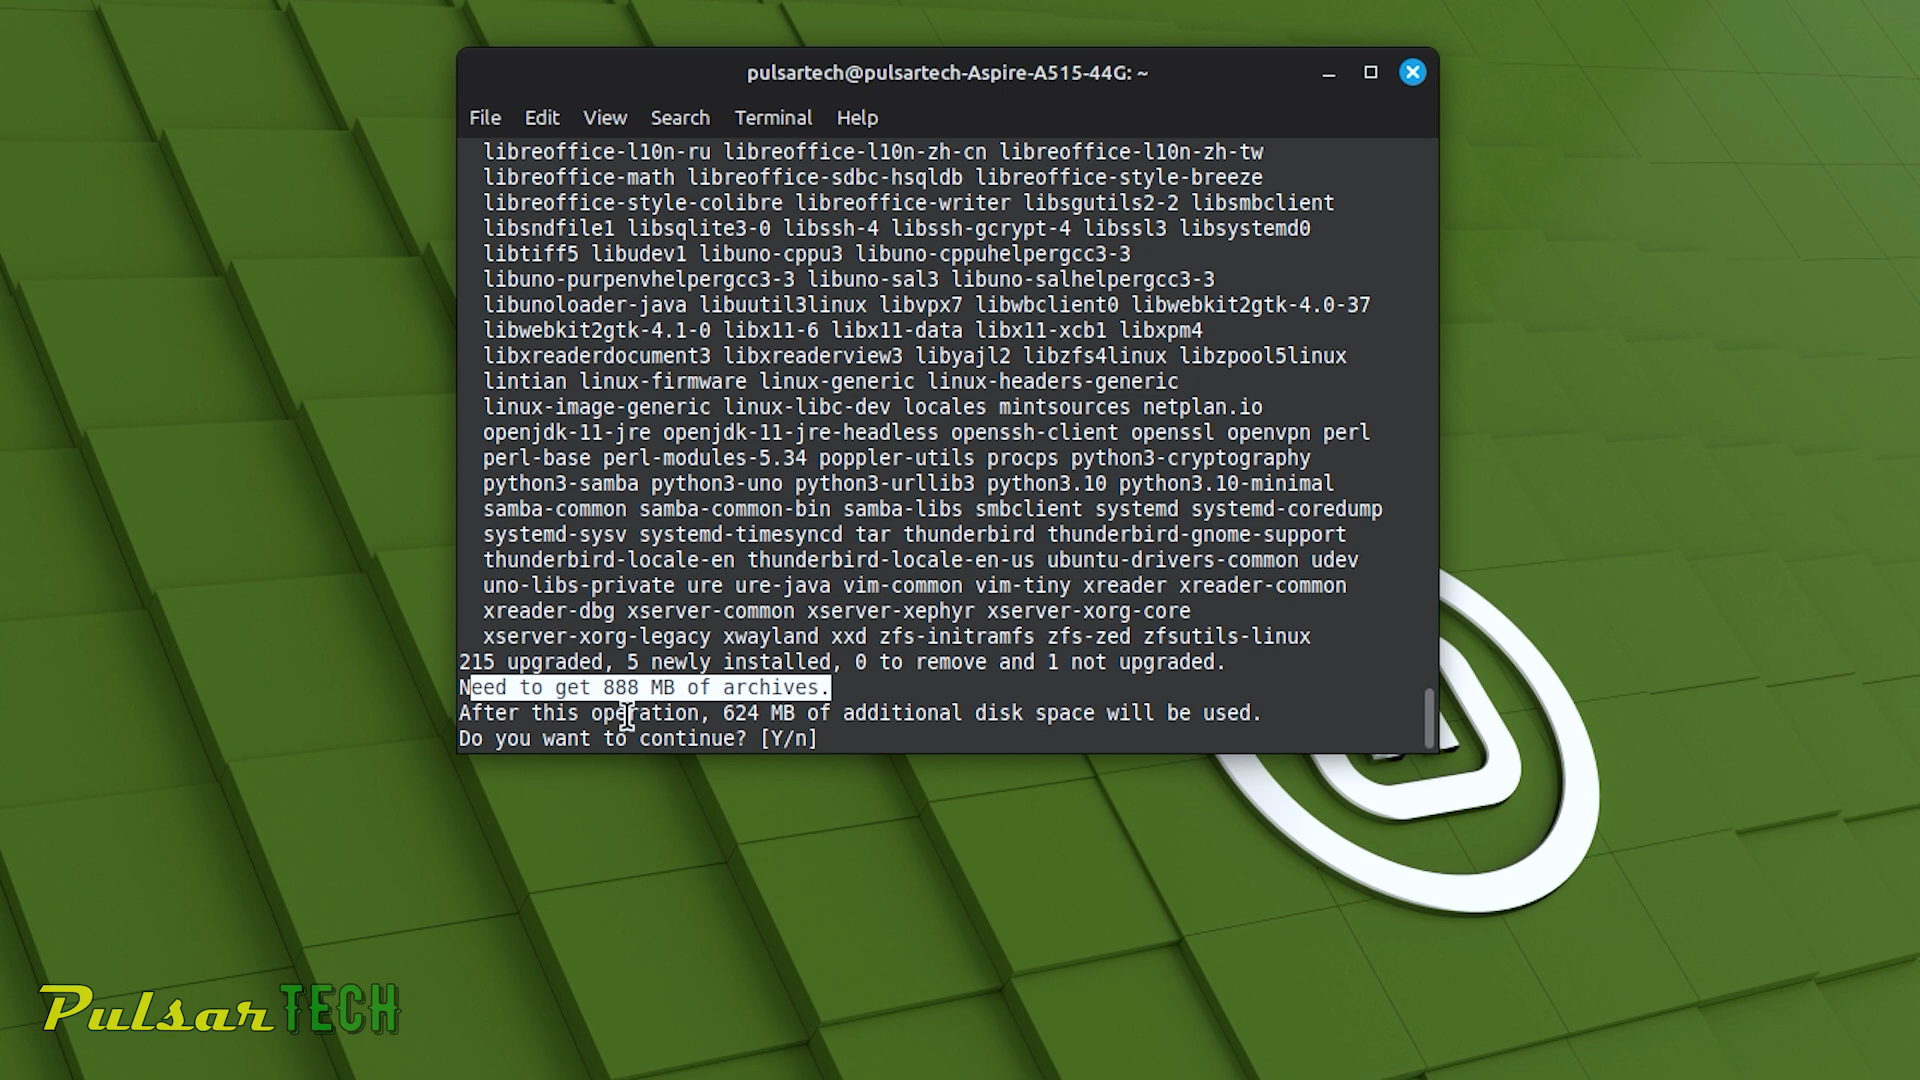 pulsartech@pulsartech-Aspire-A515-44G: ~
File Edit View Search Terminal Help
libreoffice-l10n-ru libreoffice-l10n-zh-cn libreoffice-l10n-zh-tw
libreoffice-math libreoffice-sdbc-hsqldb libreoffice-style-breeze
libreoffice-style-colibre libreoffice-writer libsgutils2-2 libsmbclient
libsndfile1 libsqlite3-0 libssh-4 libssh-gcrypt-4 libssl3 libsystemd0
libtiff5 libudev1 libuno-cppu3 libuno-cppuhelpergcc3-3
libuno-purpenvhelpergcc3-3 libuno-sal3 libuno-salhelpergcc3-3
libunoloader-java libuutil3linux libvpx7 libwbclient0 libwebkit2gtk-4.0-37
libwebkit2gtk-4.1-0 libx11-6 libx11-data libx11-xcb1 libxpm4
libxreaderdocument3 libxreaderview3 libyajl2 libzfs4linux libzpool5linux
lintian linux-firmware linux-generic linux-headers-generic
linux-image-generic linux-libc-dev locales mintsources netplan.io
openjdk-11-jre openjdk-11-jre-headless openssh-client openssl openvpn perl
perl-base perl-modules-5.34 poppler-utils procps python3-cryptography
python3-samba python3-uno python3-urllib3 python3.10 python3.10-minimal
samba-common samba-common-bin samba-libs smbclient systemd systemd-coredump
systemd-sysv systemd-timesyncd tar thunderbird thunderbird-gnome-support
thunderbird-locale-en thunderbird-locale-en-us ubuntu-drivers-common udev
uno-libs-private ure ure-java vim-common vim-tiny xreader xreader-common
xreader-dbg xserver-common xserver-xephyr xserver-xorg-core
xserver-xorg-legacy xwayland xxd zfs-initramfs zfs-zed zfsutils-linux
215 upgraded, 5 newly installed, 0 to remove and 1 not upgraded.
Need to get 888 MB of archives.
After this operation, 624 MB of additional disk space will be used.
Do you want to continue? [Y/n]
Pulsar TECH